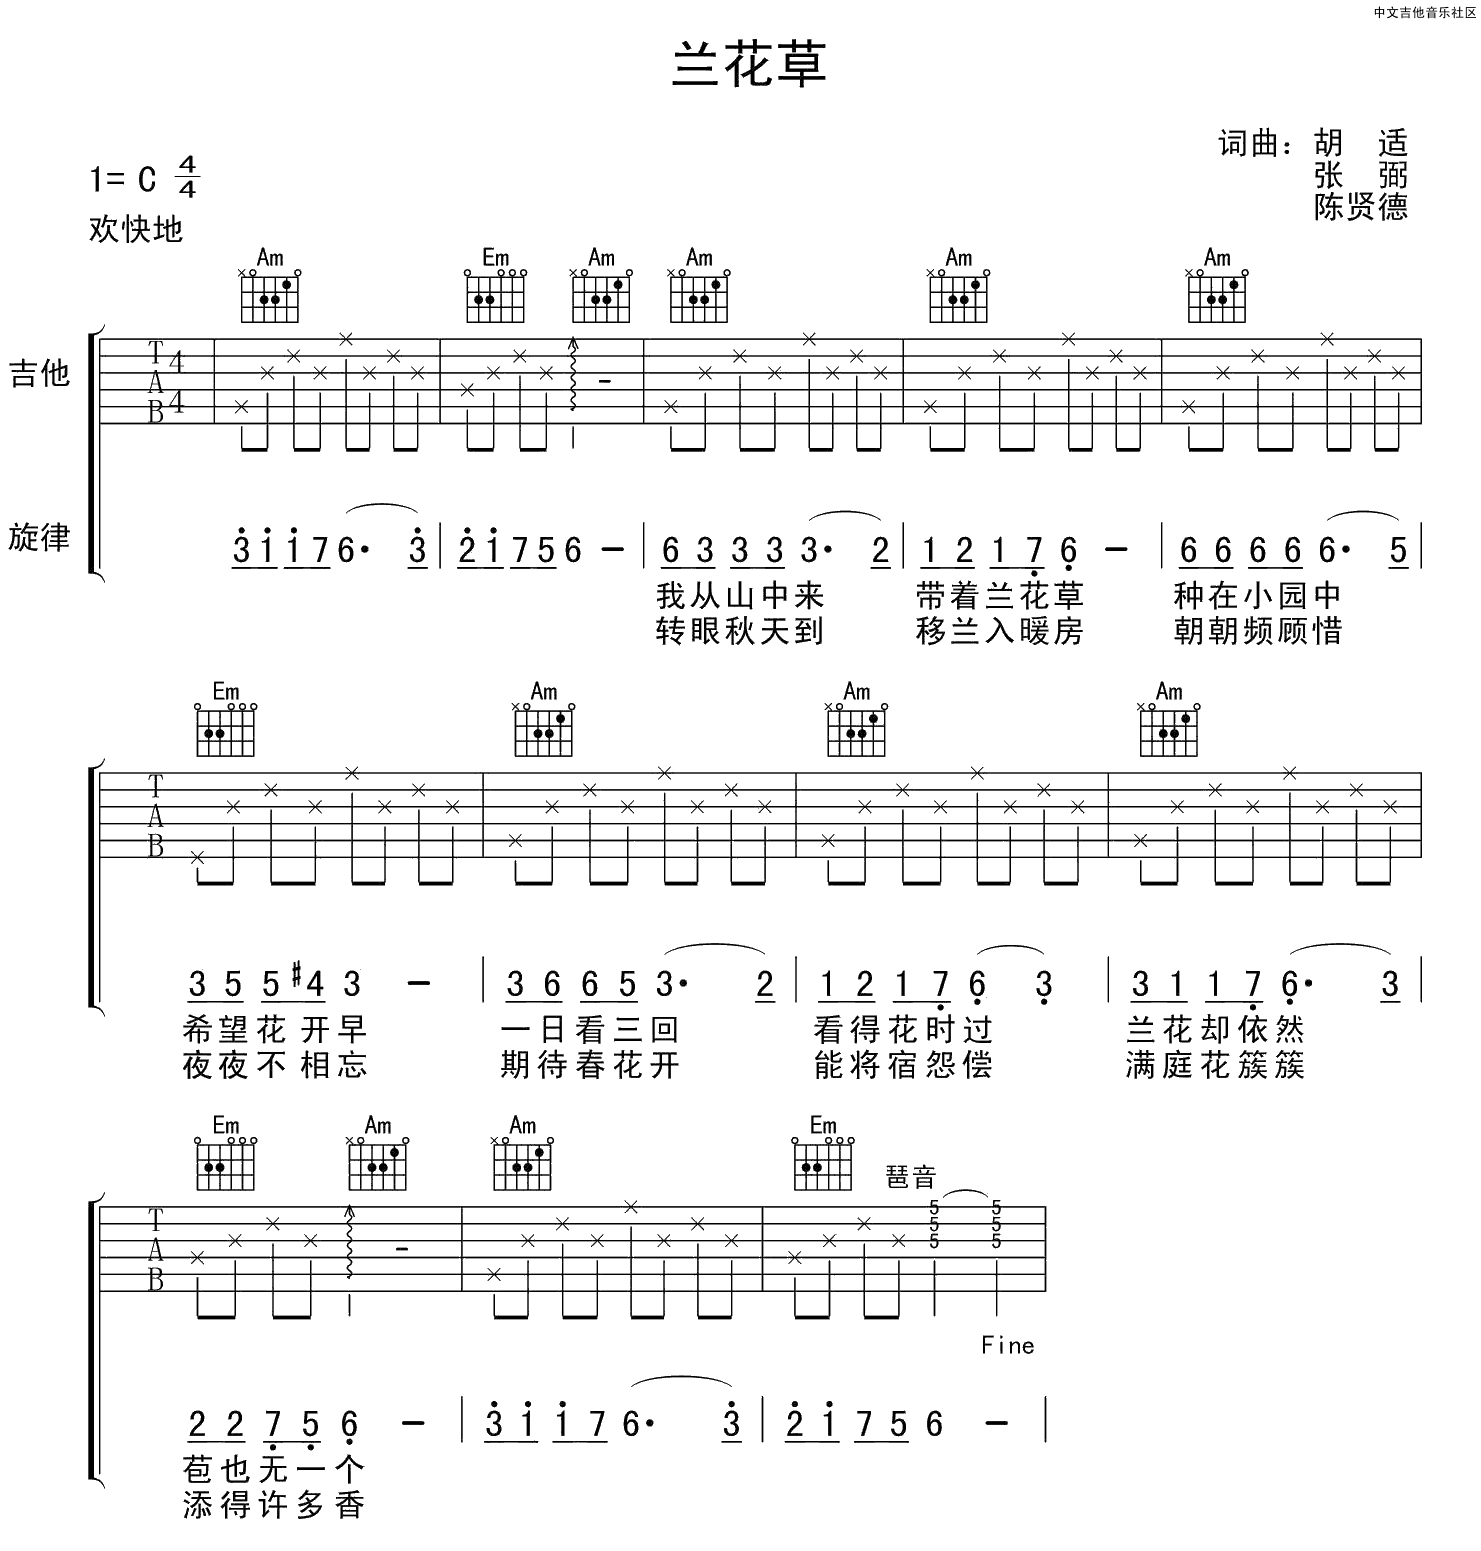 中文吉他音乐社区
兰花草
词曲：胡 适
张 弼
陈贤德
1= C 4/4
欢快地
Am Em Am Am Am Am
吉他 T A B 4 4
旋律 3 1 1 7 6· 3 | 2 1 7 5 6 - | 6 3 3 3 3· 2 | 1 2 1 7 6 - | 6 6 6 6 6· 5 |
我从山中来 带着兰花草 种在小园中
转眼秋天到 移兰入暖房 朝朝频顾惜
Em Am Am Am
T A B
3 5 5 #4 3 - | 3 6 6 5 3· 2 | 1 2 1 7 6 3 | 3 1 1 7 6· 3 |
希望花开早 一日看三回 看得花时过 兰花却依然
夜夜不相忘 期待春花开 能将宿怨偿 满庭花簇簇
Em Am Am Em
琶音
T A B 5 5 5 5 5 5
Fine
2 2 7 5 6 - | 3 1 1 7 6· 3 | 2 1 7 5 6 - |
苞也无一个
添得许多香